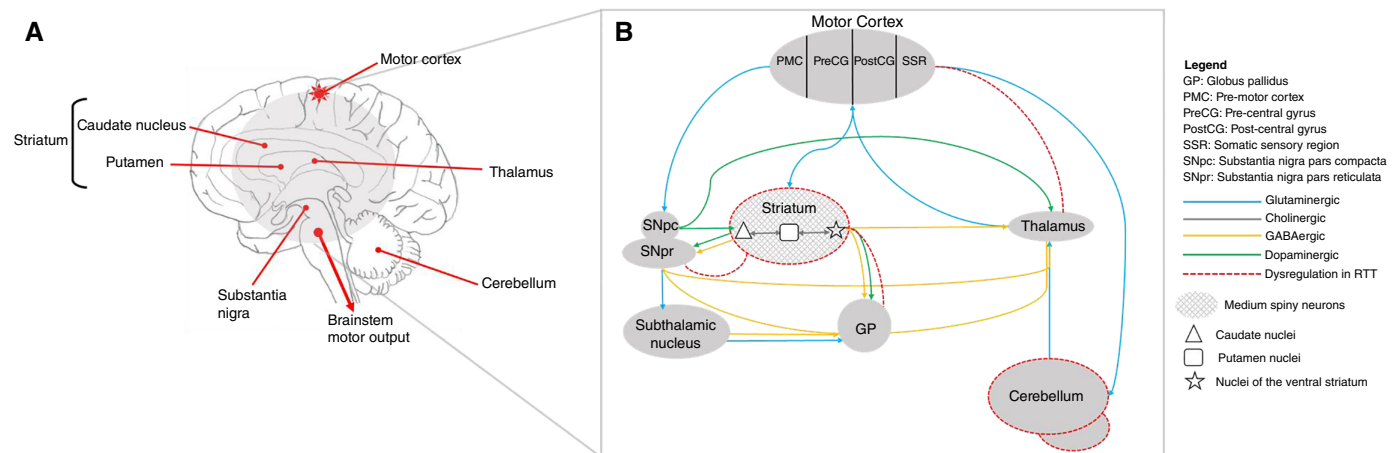 A
Motor cortex
Striatum
Caudate nucleus
Putamen
Thalamus
Substantia
nigra
Brainstem
motor output
Cerebellum
B
Motor Cortex
PMC PreCG PostCG SSR
SNpc
SNpr
Striatum
Thalamus
Subthalamic
nucleus
GP
Cerebellum
Legend
GP: Globus pallidus
PMC: Pre-motor cortex
PreCG: Pre-central gyrus
PostCG: Post-central gyrus
SSR: Somatic sensory region
SNpc: Substantia nigra pars compacta
SNpr: Substantia nigra pars reticulata
Glutaminergic
Cholinergic
GABAergic
Dopaminergic
Dysregulation in RTT
Medium spiny neurons
Caudate nuclei
Putamen nuclei
Nuclei of the ventral striatum